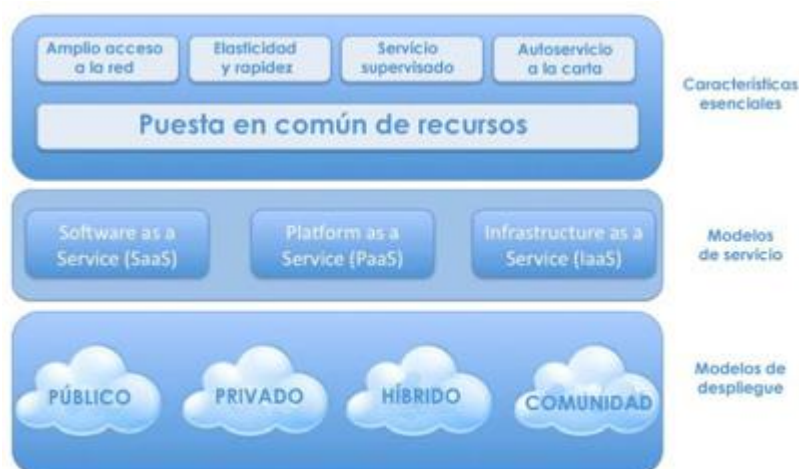 Amplio acceso
a la red
Elasticidad
y rapidez
Servicio
supervisado
Autoservicio
a la carta
Puesta en común de recursos
Características
esenciales
Software as a
Service (SaaS)
Platform as a
Service (PaaS)
Infrastructure as a
Service (IaaS)
Modelos
de servicio
PÚBLICO
PRIVADO
HÍBRIDO
COMUNIDAD
Modelos de
despliegue